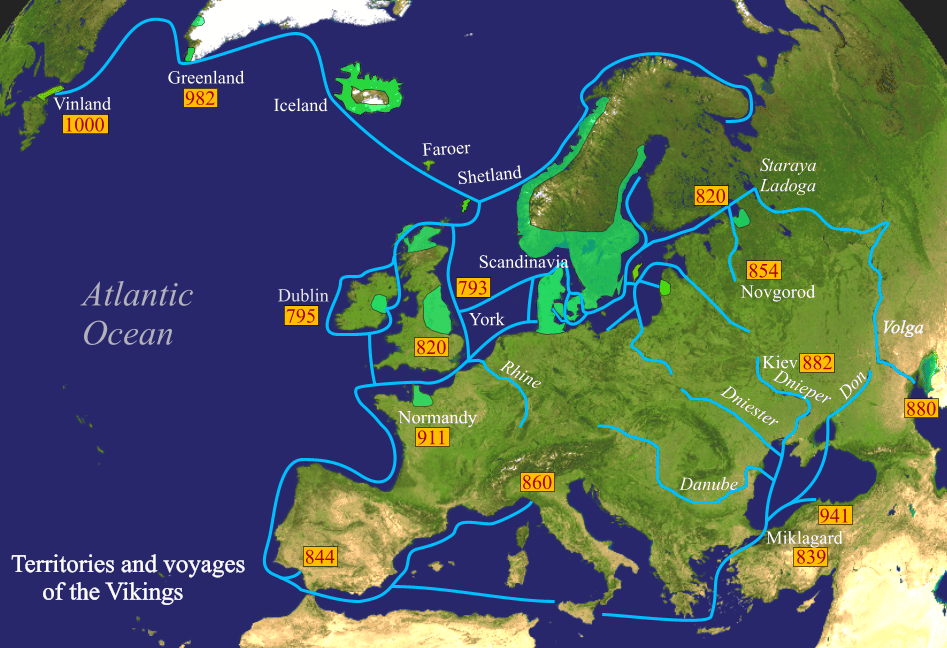 Vinland
1000
Greenland
982
Iceland
Faroer
Shetland
Staraya
Ladoga
820
Scandinavia
854
Novgorod
Atlantic
Ocean
Dublin
795
793
York
820
Volga
Kiev 882
Rhine
Dnieper
Don
Dniester
880
Normandy
911
860
Danube
941
Miklagard
839
844
Territories and voyages
of the Vikings